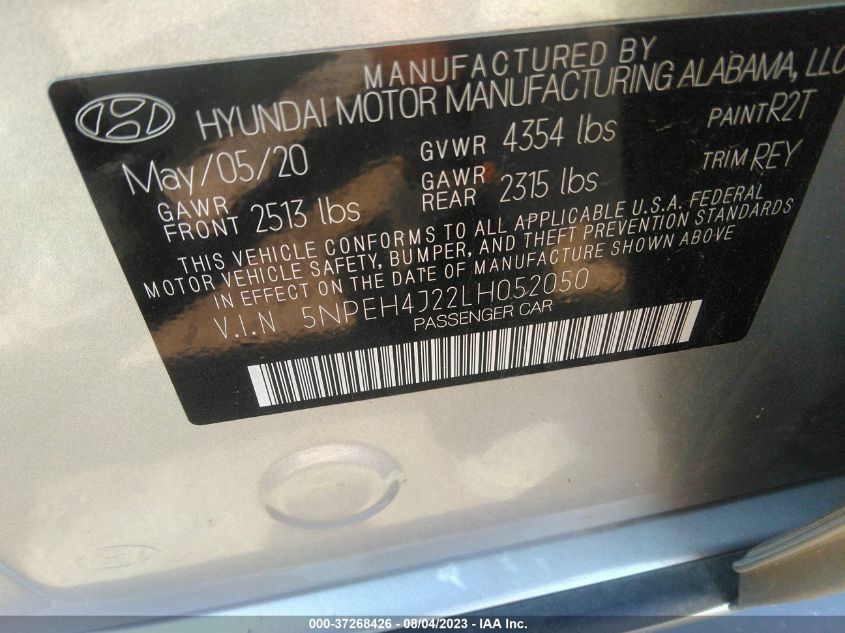 MANUFACTURED BY
HYUNDAI MOTOR MANUFACTURING ALABAMA, LLC
May/05/20 GVWR 4354 lbs PAINT R2T
GAWR FRONT 2513 lbs GAWR REAR 2315 lbs TRIM REY
THIS VEHICLE CONFORMS TO ALL APPLICABLE U.S.A. FEDERAL
MOTOR VEHICLE SAFETY, BUMPER, AND THEFT PREVENTION STANDARDS
IN EFFECT ON THE DATE OF MANUFACTURE SHOWN ABOVE
V.I.N 5NPEH4J22LH052050
PASSENGER CAR
000-37268426 - 08/04/2023 - IAA Inc.